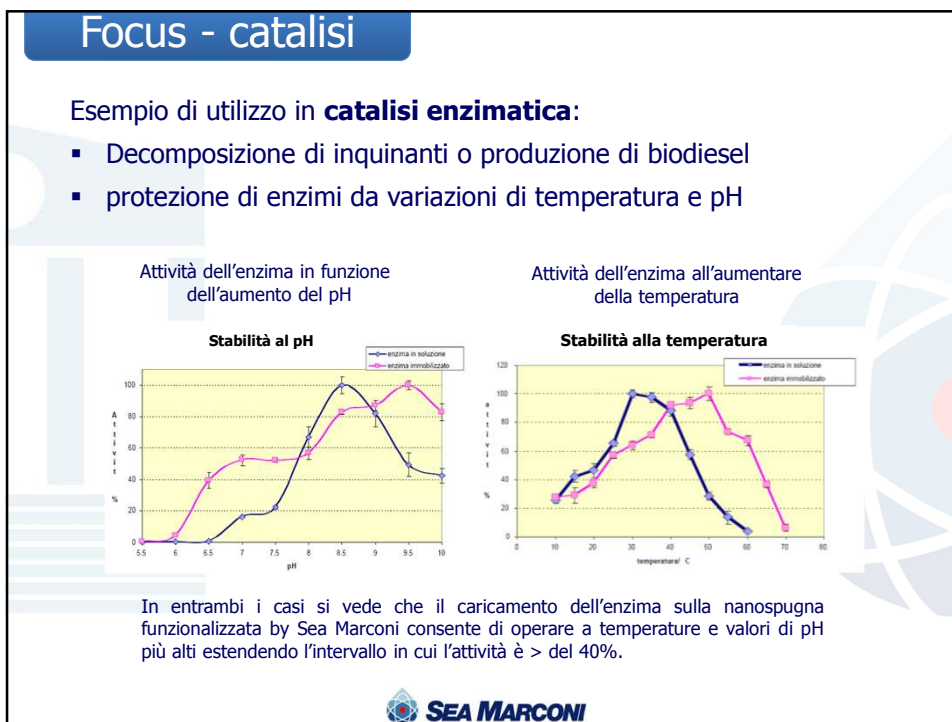 Focus - catalisi
Esempio di utilizzo in catalisi enzimatica:
▪ Decomposizione di inquinanti o produzione di biodiesel
▪ protezione di enzimi da variazioni di temperatura e pH
Attività dell'enzima in funzione
dell'aumento del pH
Stabilità al pH
enzima in soluzione
enzima immobilizzato
Attivit %
100
80
60
40
20
0
5,5 6 6,5 7 7,5 8 8,5 9 9,5 10
pH
Attività dell'enzima all'aumentare
della temperatura
Stabilità alla temperatura
enzima in soluzione
enzima immobilizzato
attivit %
120
100
80
60
40
20
0
0 10 20 30 40 50 60 70 80
temperatura/ C
In entrambi i casi si vede che il caricamento dell'enzima sulla nanospugna
funzionalizzata by Sea Marconi consente di operare a temperature e valori di pH
più alti estendendo l'intervallo in cui l'attività è > del 40%.
SEA MARCONI